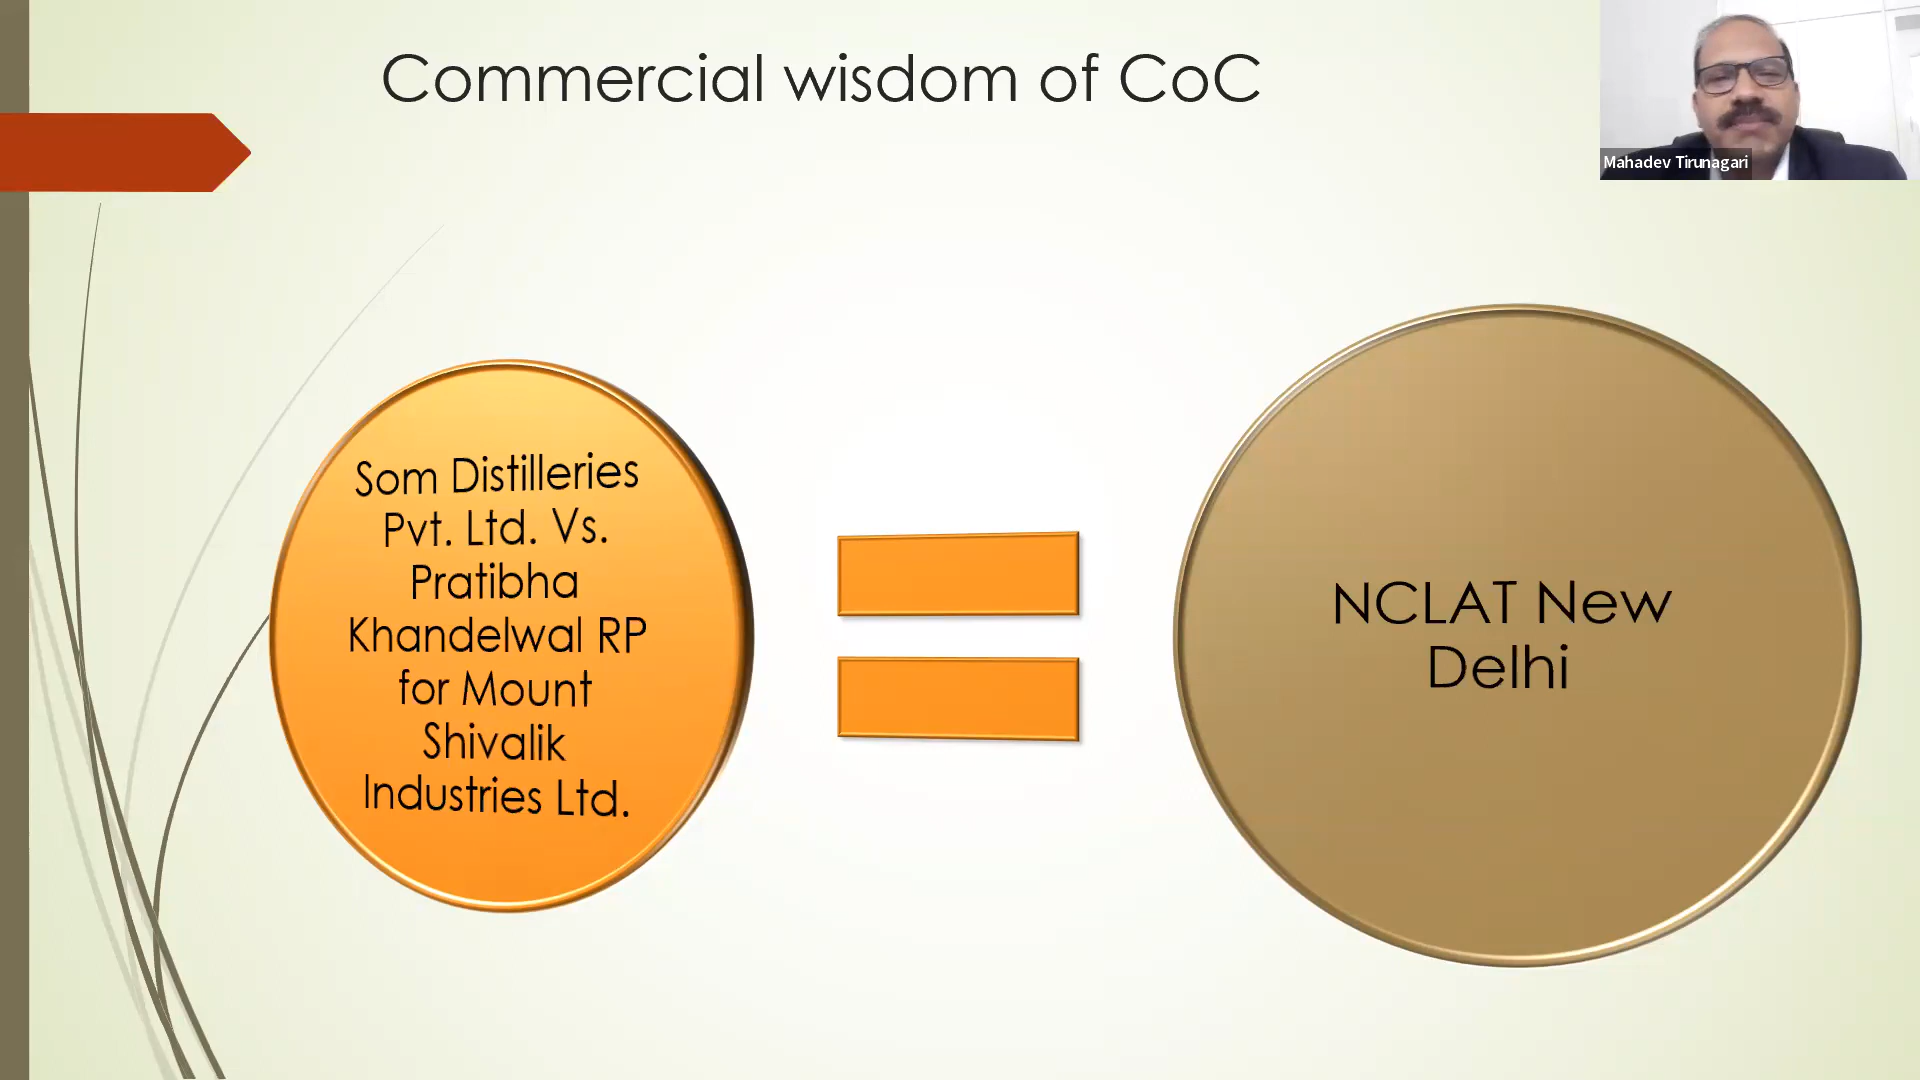 Commercial wisdom of CoC
Mahadev Tirunagari
Som Distilleries
Pvt. Ltd. Vs.
Pratibha
Khandelwal RP
for Mount
Shivalik
Industries Ltd.
NCLAT New
Delhi